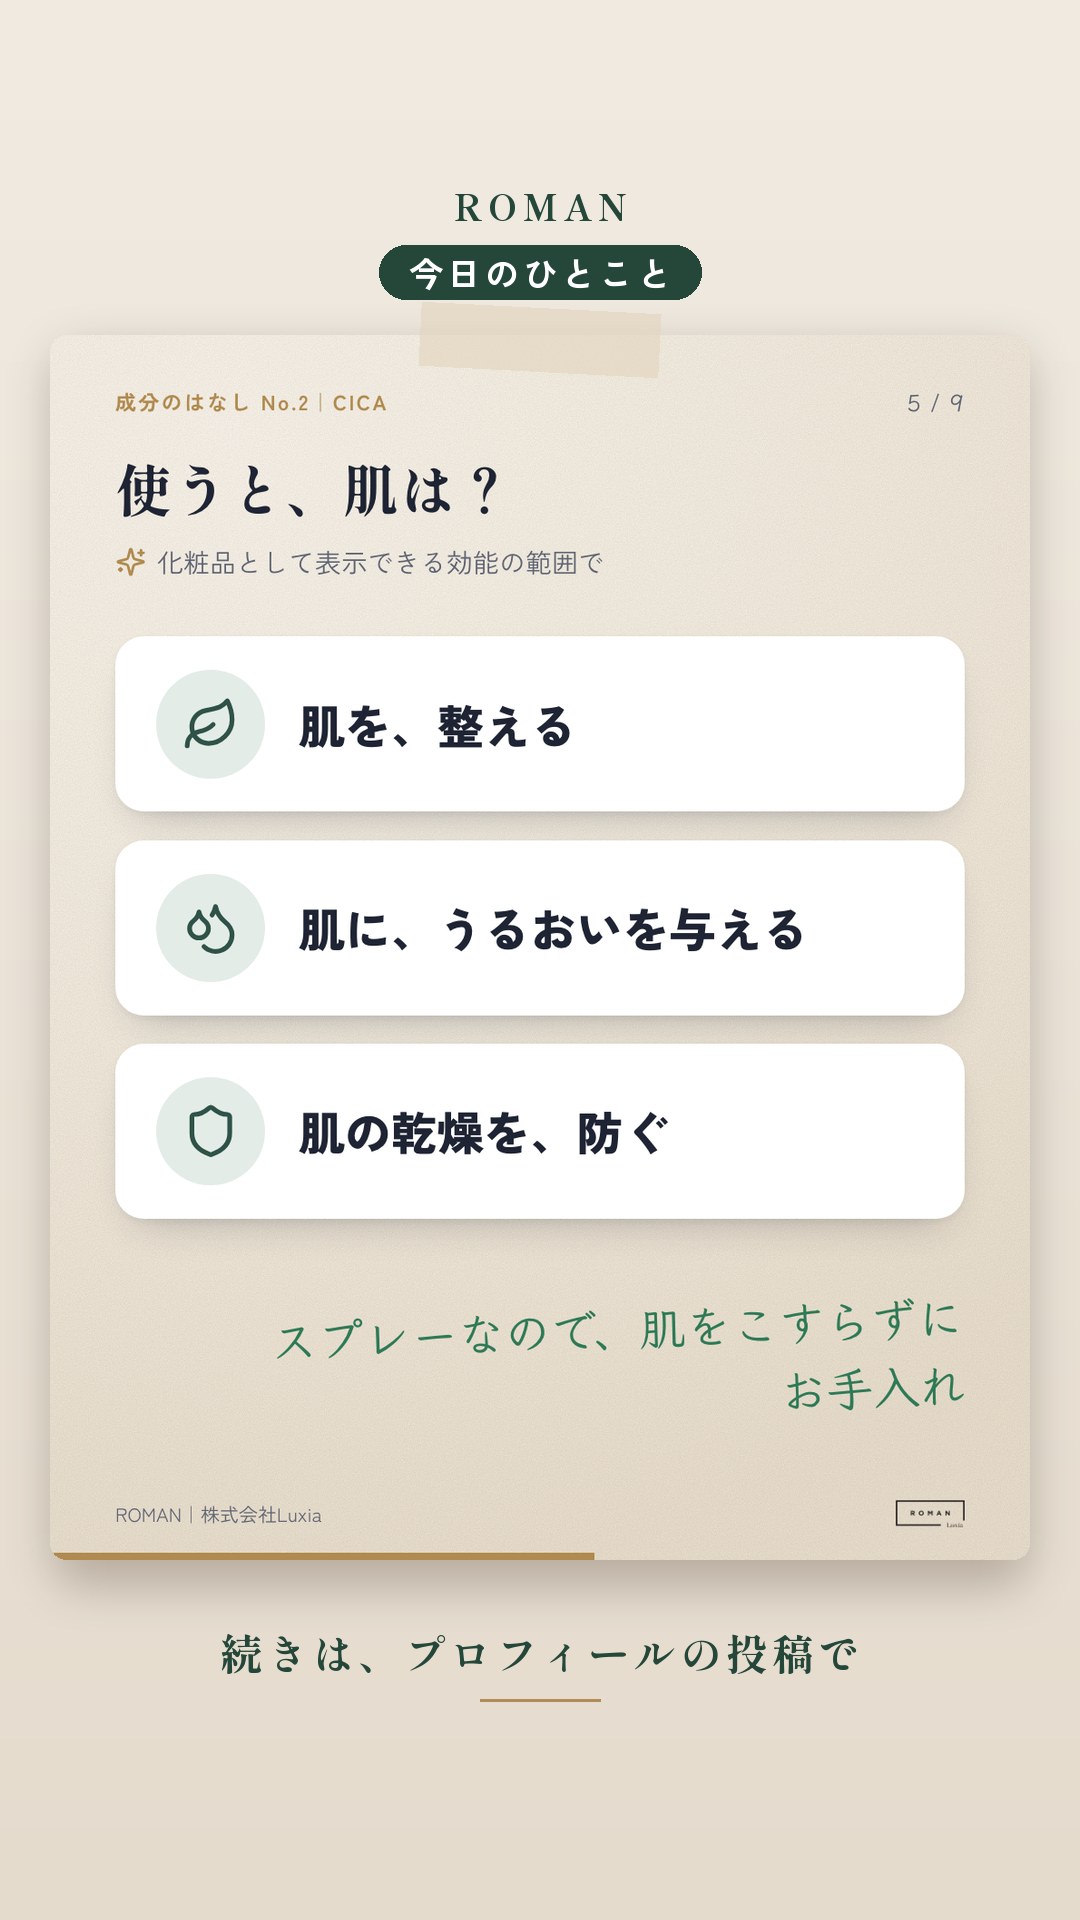 ROMAN
今日のひとこと
成分のはなし No.2｜CICA
5 / 9
使うと、肌は？
化粧品として表示できる効能の範囲で
肌を、整える
肌に、うるおいを与える
肌の乾燥を、防ぐ
スプレーなので、肌をこすらずに
お手入れ
ROMAN｜株式会社Luxia
ROMAN
Luxia
続きは、プロフィールの投稿で